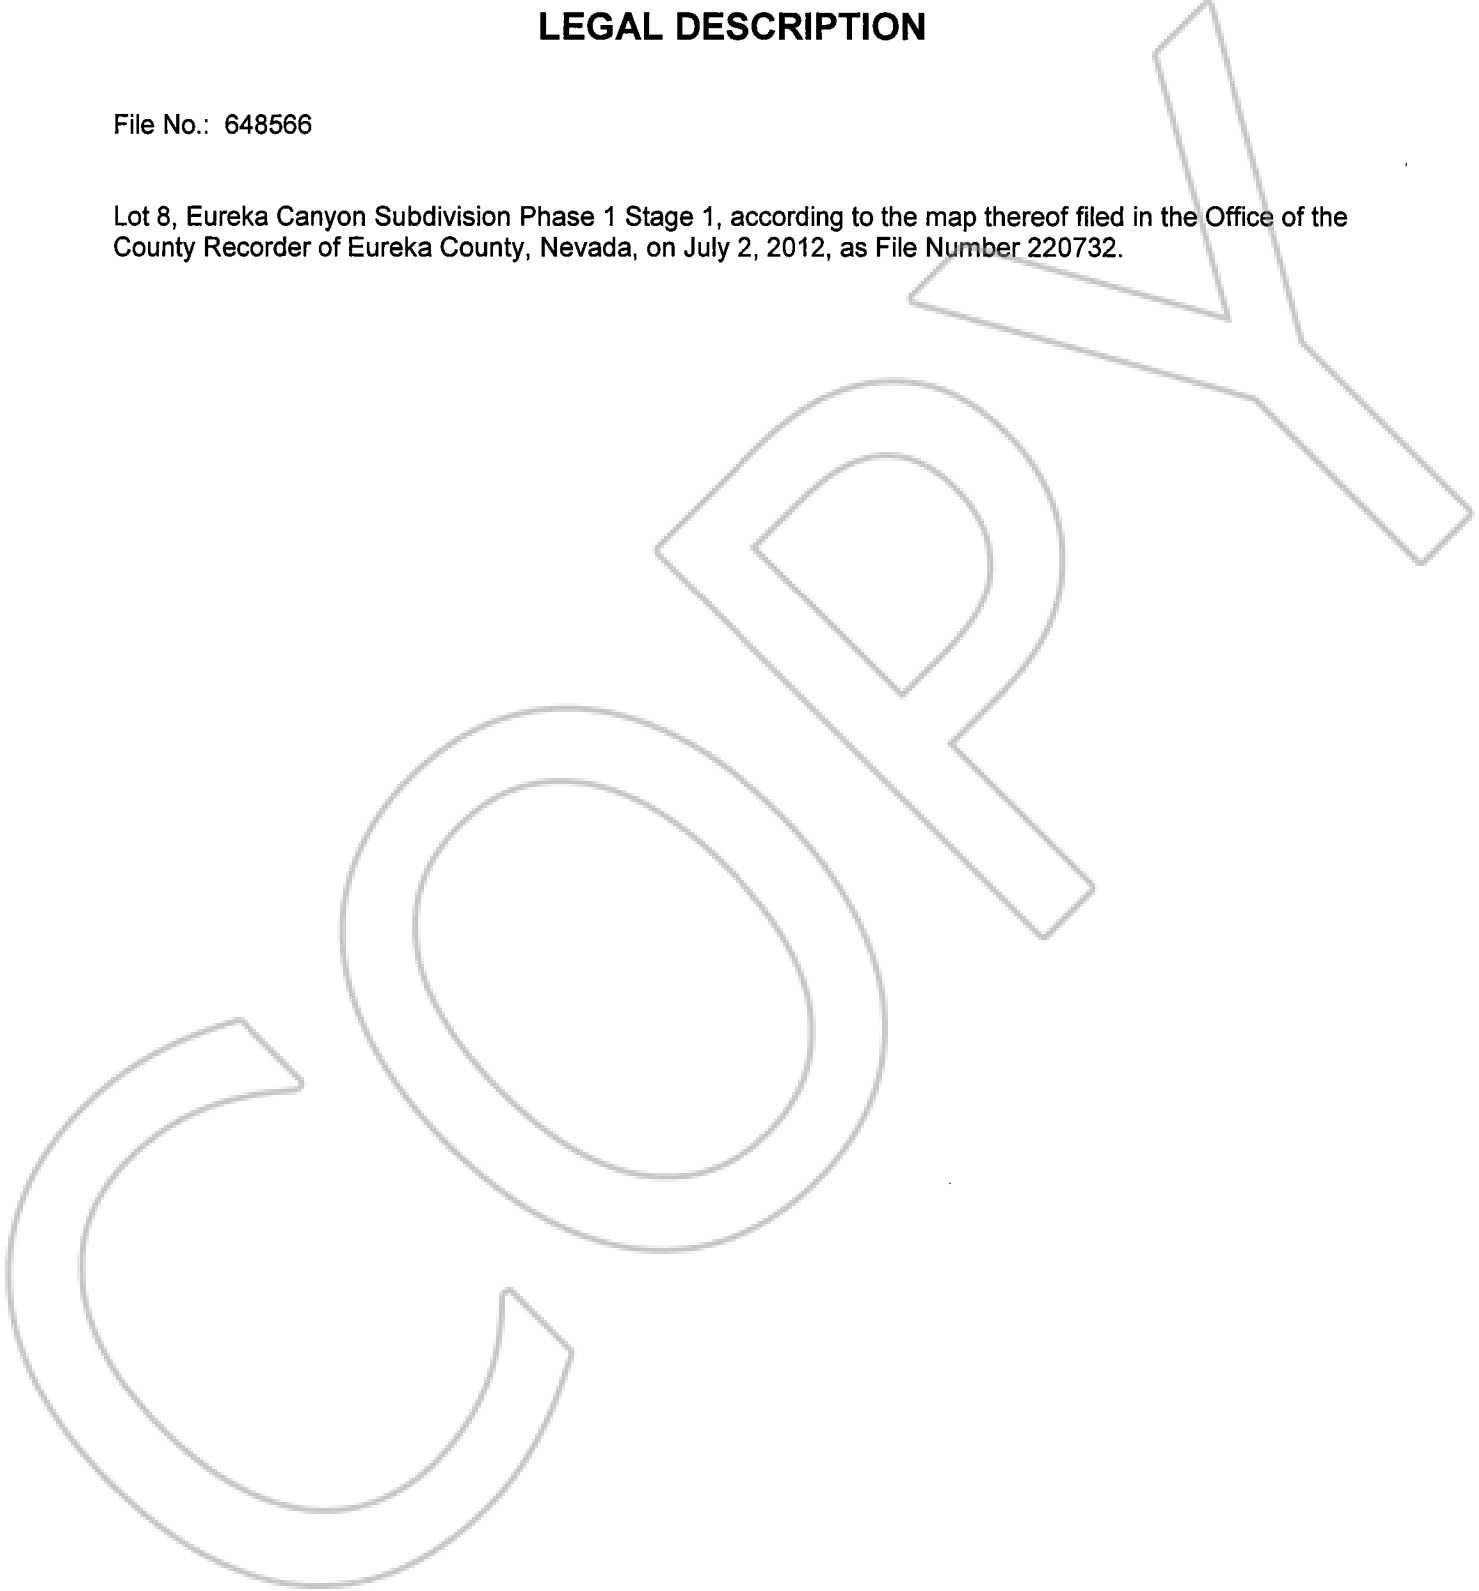 LEGAL DESCRIPTION
File No.: 648566
Lot 8, Eureka Canyon Subdivision Phase 1 Stage 1, according to the map thereof filed in the Office of the
County Recorder of Eureka County, Nevada, on July 2, 2012, as File Number 220732.
COPY